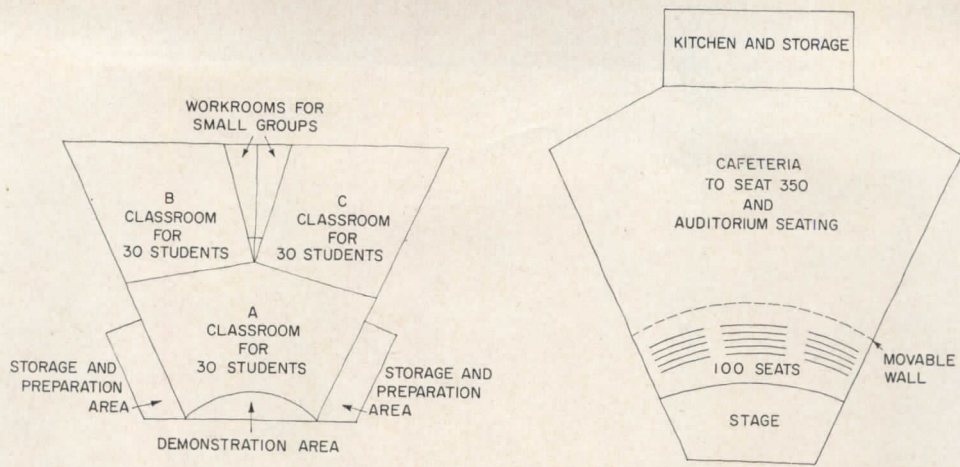 WORKROOMS FOR
SMALL GROUPS
B
CLASSROOM
FOR
30 STUDENTS
C
CLASSROOM
FOR
30 STUDENTS
A
CLASSROOM
FOR
30 STUDENTS
STORAGE AND
PREPARATION
AREA
STORAGE AND
PREPARATION
AREA
DEMONSTRATION AREA
KITCHEN AND STORAGE
CAFETERIA
TO SEAT 350
AND
AUDITORIUM SEATING
MOVABLE
WALL
100 SEATS
STAGE